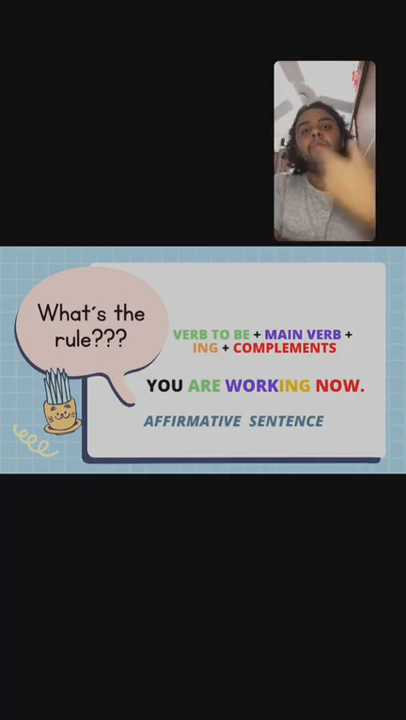 What´s the
rule???
VERB TO BE + MAIN VERB +
ING + COMPLEMENTS
YOU ARE WORKING NOW.
AFFIRMATIVE SENTENCE